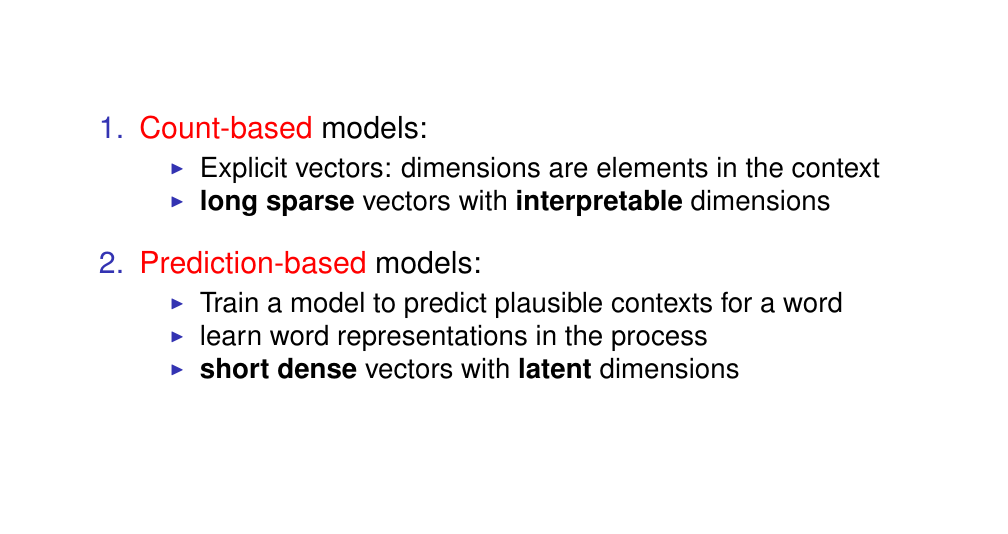 1. Count-based models:
▶ Explicit vectors: dimensions are elements in the context
▶ long sparse vectors with interpretable dimensions
2. Prediction-based models:
▶ Train a model to predict plausible contexts for a word
▶ learn word representations in the process
▶ short dense vectors with latent dimensions